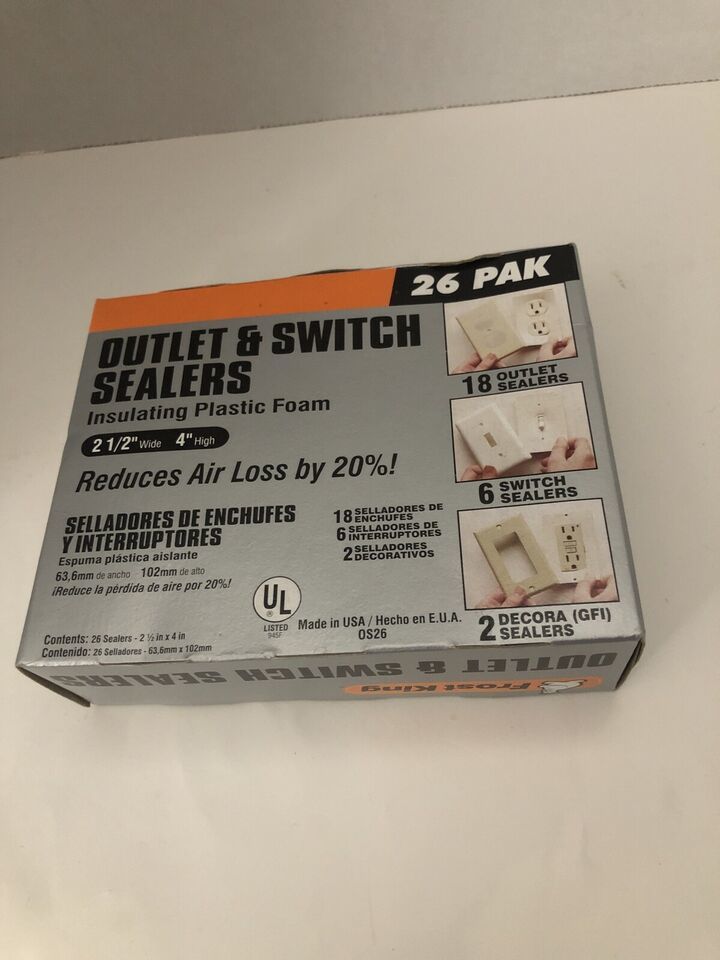 26 PAK
OUTLET & SWITCH
SEALERS
Insulating Plastic Foam
2 1/2" Wide 4" High
Reduces Air Loss by 20%!
18 OUTLET
SEALERS
6 SWITCH
SEALERS
2 DECORA (GFI)
SEALERS
SELLADORES DE ENCHUFES
Y INTERRUPTORES
Espuma plástica aislante
63,6mm de ancho 102mm de alto
¡Reduce la pérdida de aire por 20%!
18 SELLADORES DE
ENCHUFES
6 SELLADORES DE
INTERRUPTORES
2 SELLADORES
DECORATIVOS
UL
®
LISTED
945F
Made in USA / Hecho en E.U.A.
OS26
Contents: 26 Sealers - 2 ½ in x 4 in
Contenido: 26 Selladores - 63,6mm x 102mm
OUTLET & SWITCH SEALERS
Frost King